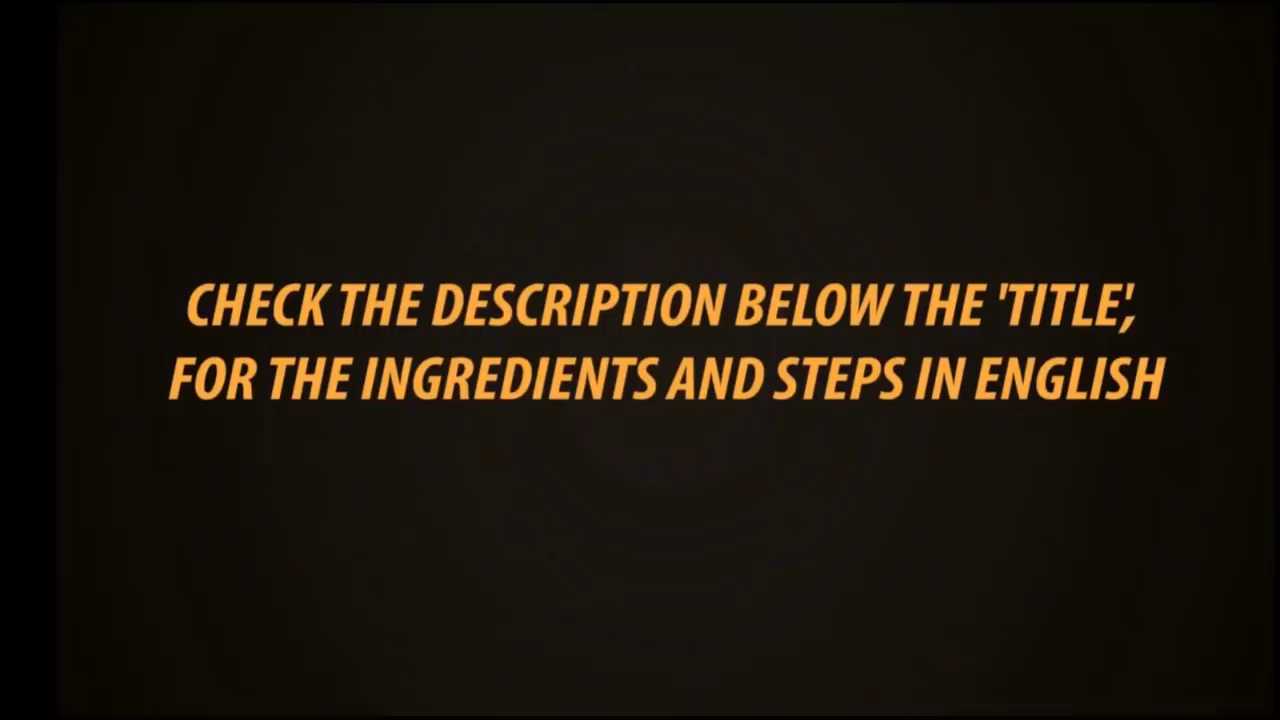 CHECK THE DESCRIPTION BELOW THE 'TITLE',
FOR THE INGREDIENTS AND STEPS IN ENGLISH